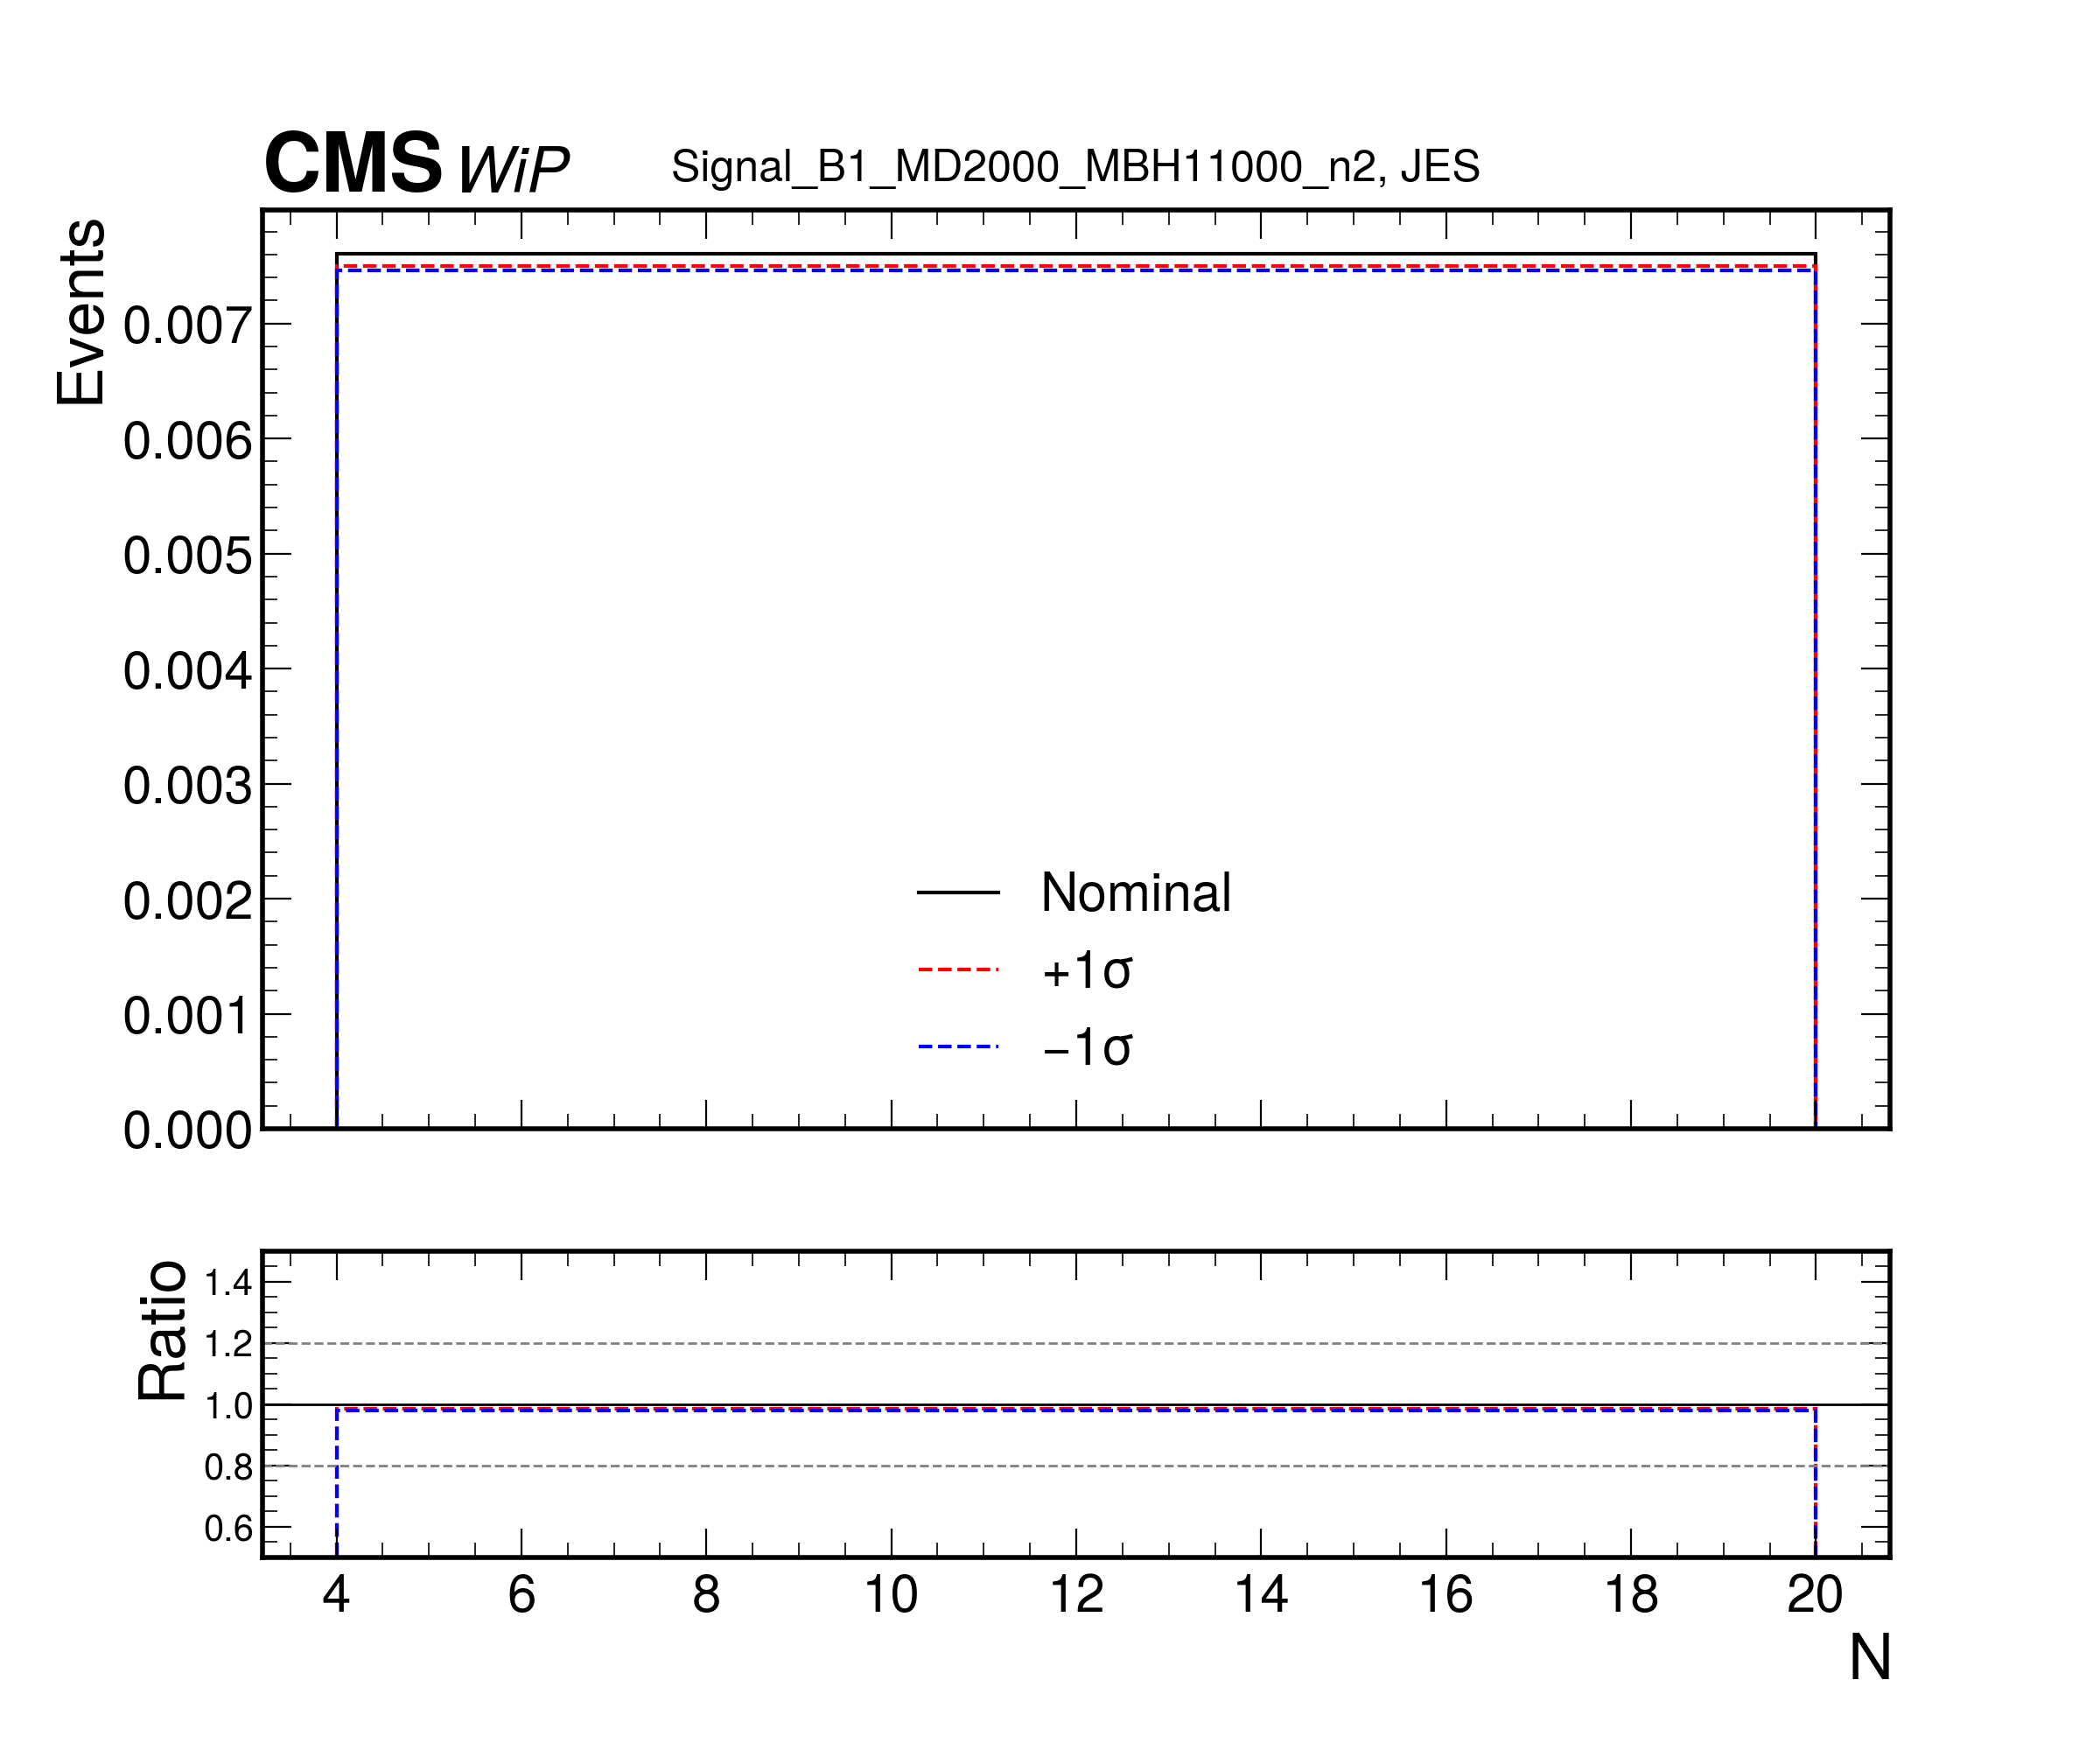 CMS WiP Signal_B1_MD2000_MBH11000_n2, JES
Events
0.007
0.006
0.005
0.004
0.003
0.002
0.001
0.000
Nominal
+1σ
−1σ
Ratio
1.4
1.2
1.0
0.8
0.6
4 6 8 10 12 14 16 18 20
N